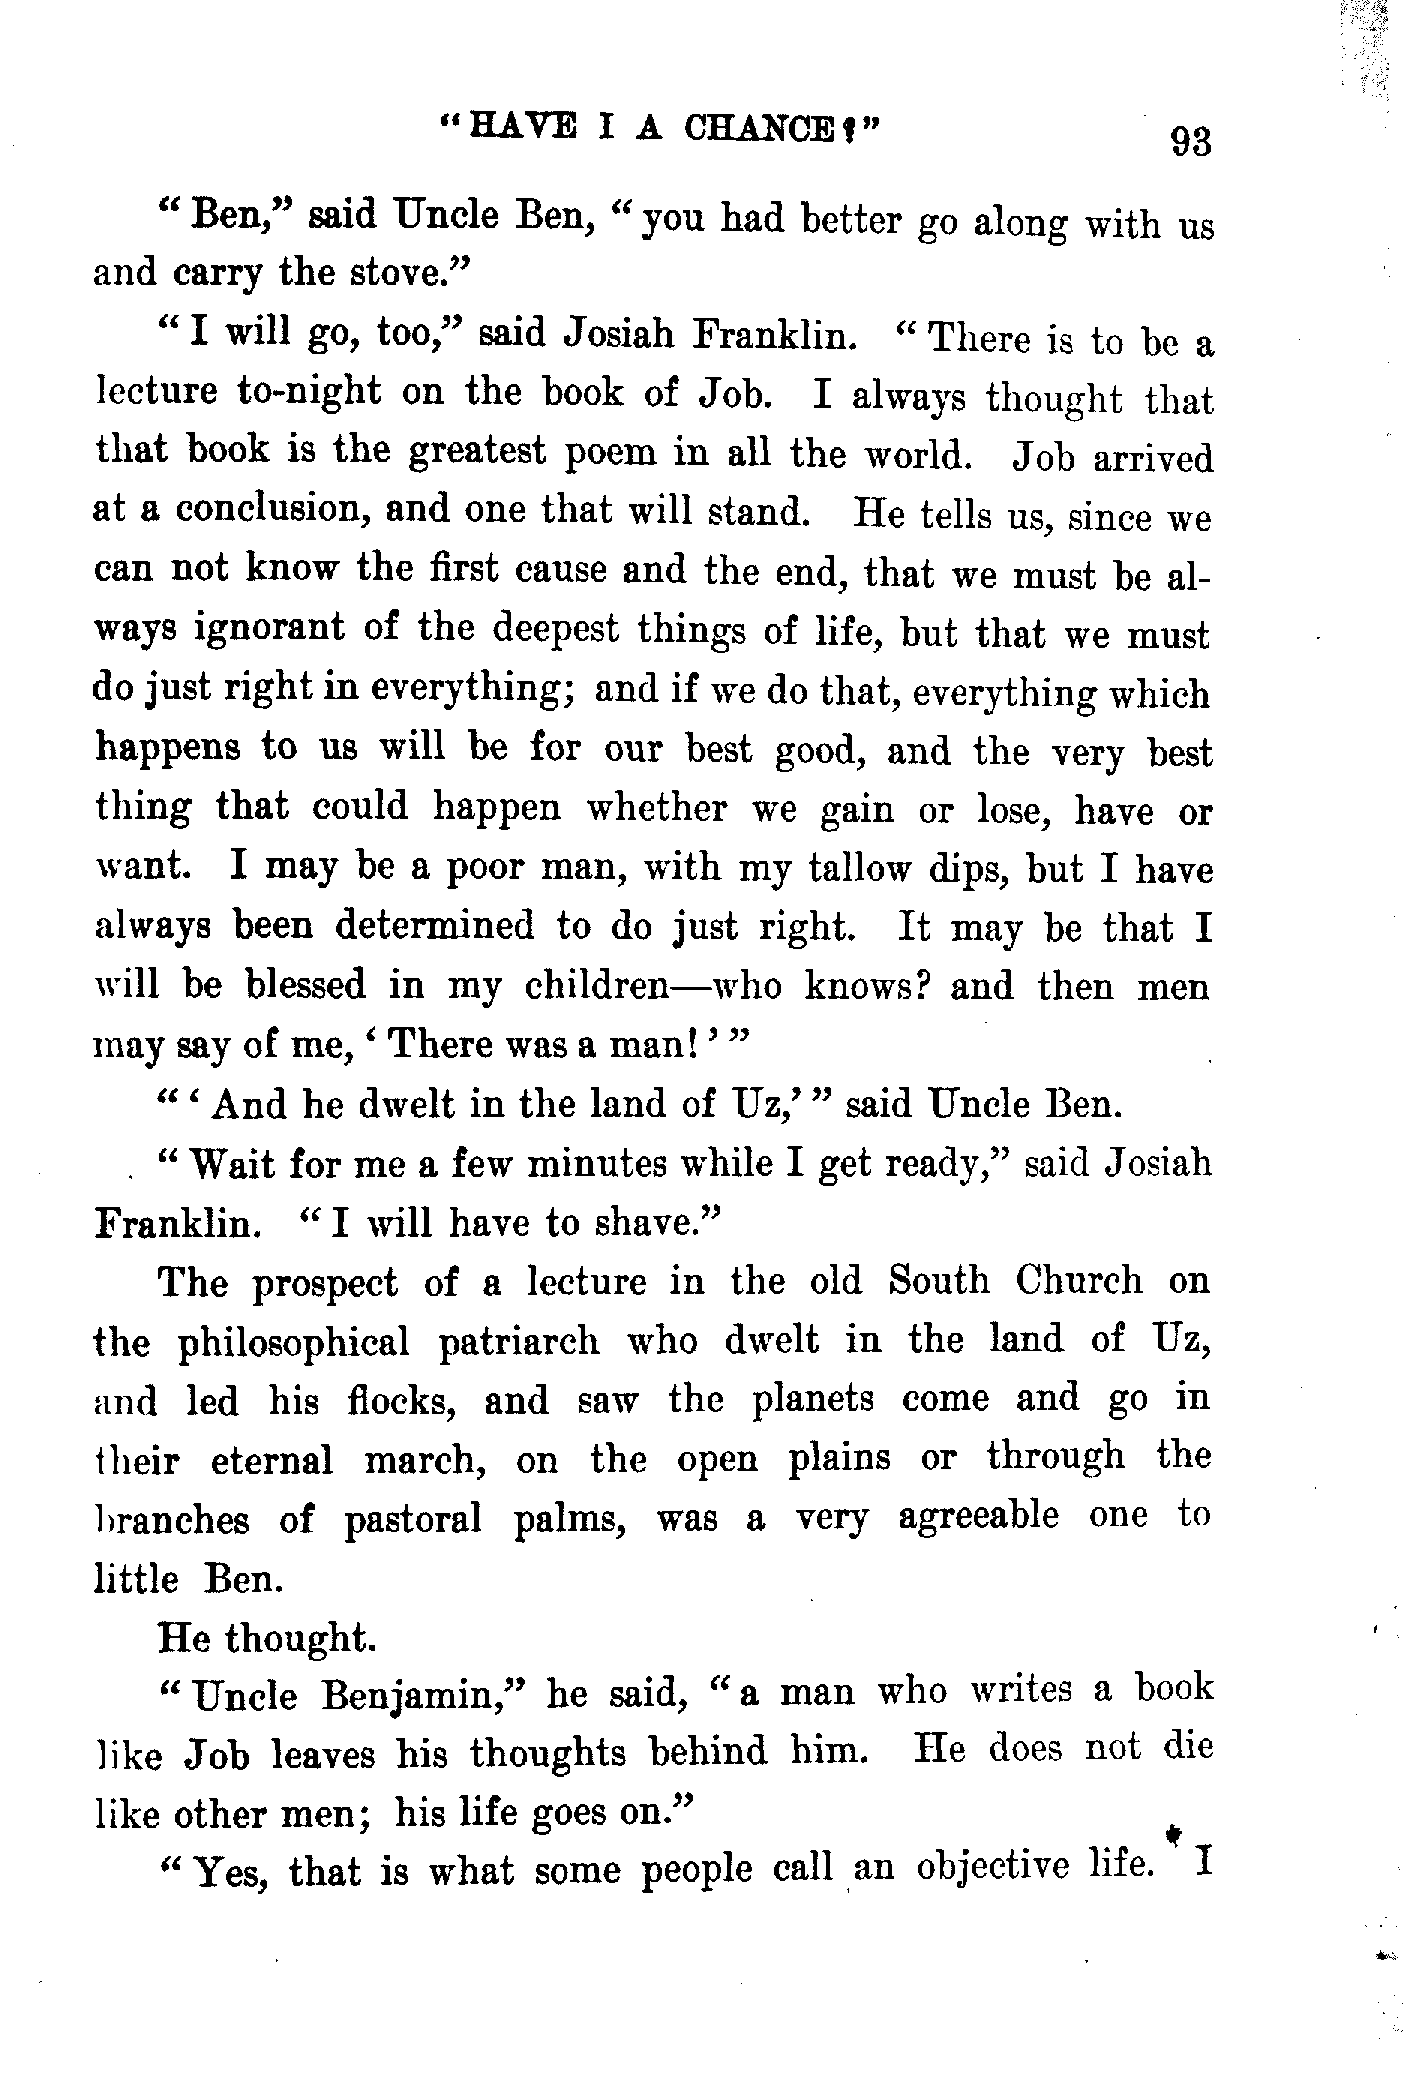 "HAVE I A CHANCE?"
93
"Ben," said Uncle Ben, "you had better go along with us
and carry the stove."
"I will go, too," said Josiah Franklin. "There is to be a
lecture to-night on the book of Job. I always thought that
that book is the greatest poem in all the world. Job arrived
at a conclusion, and one that will stand. He tells us, since we
can not know the first cause and the end, that we must be al-
ways ignorant of the deepest things of life, but that we must
do just right in everything; and if we do that, everything which
happens to us will be for our best good, and the very best
thing that could happen whether we gain or lose, have or
want. I may be a poor man, with my tallow dips, but I have
always been determined to do just right. It may be that I
will be blessed in my children—who knows? and then men
may say of me, 'There was a man!'"
"'And he dwelt in the land of Uz,'" said Uncle Ben.
"Wait for me a few minutes while I get ready," said Josiah
Franklin. "I will have to shave."
The prospect of a lecture in the old South Church on
the philosophical patriarch who dwelt in the land of Uz,
and led his flocks, and saw the planets come and go in
their eternal march, on the open plains or through the
branches of pastoral palms, was a very agreeable one to
little Ben.
He thought.
"Uncle Benjamin," he said, "a man who writes a book
like Job leaves his thoughts behind him. He does not die
like other men; his life goes on."
"Yes, that is what some people call an objective life. I